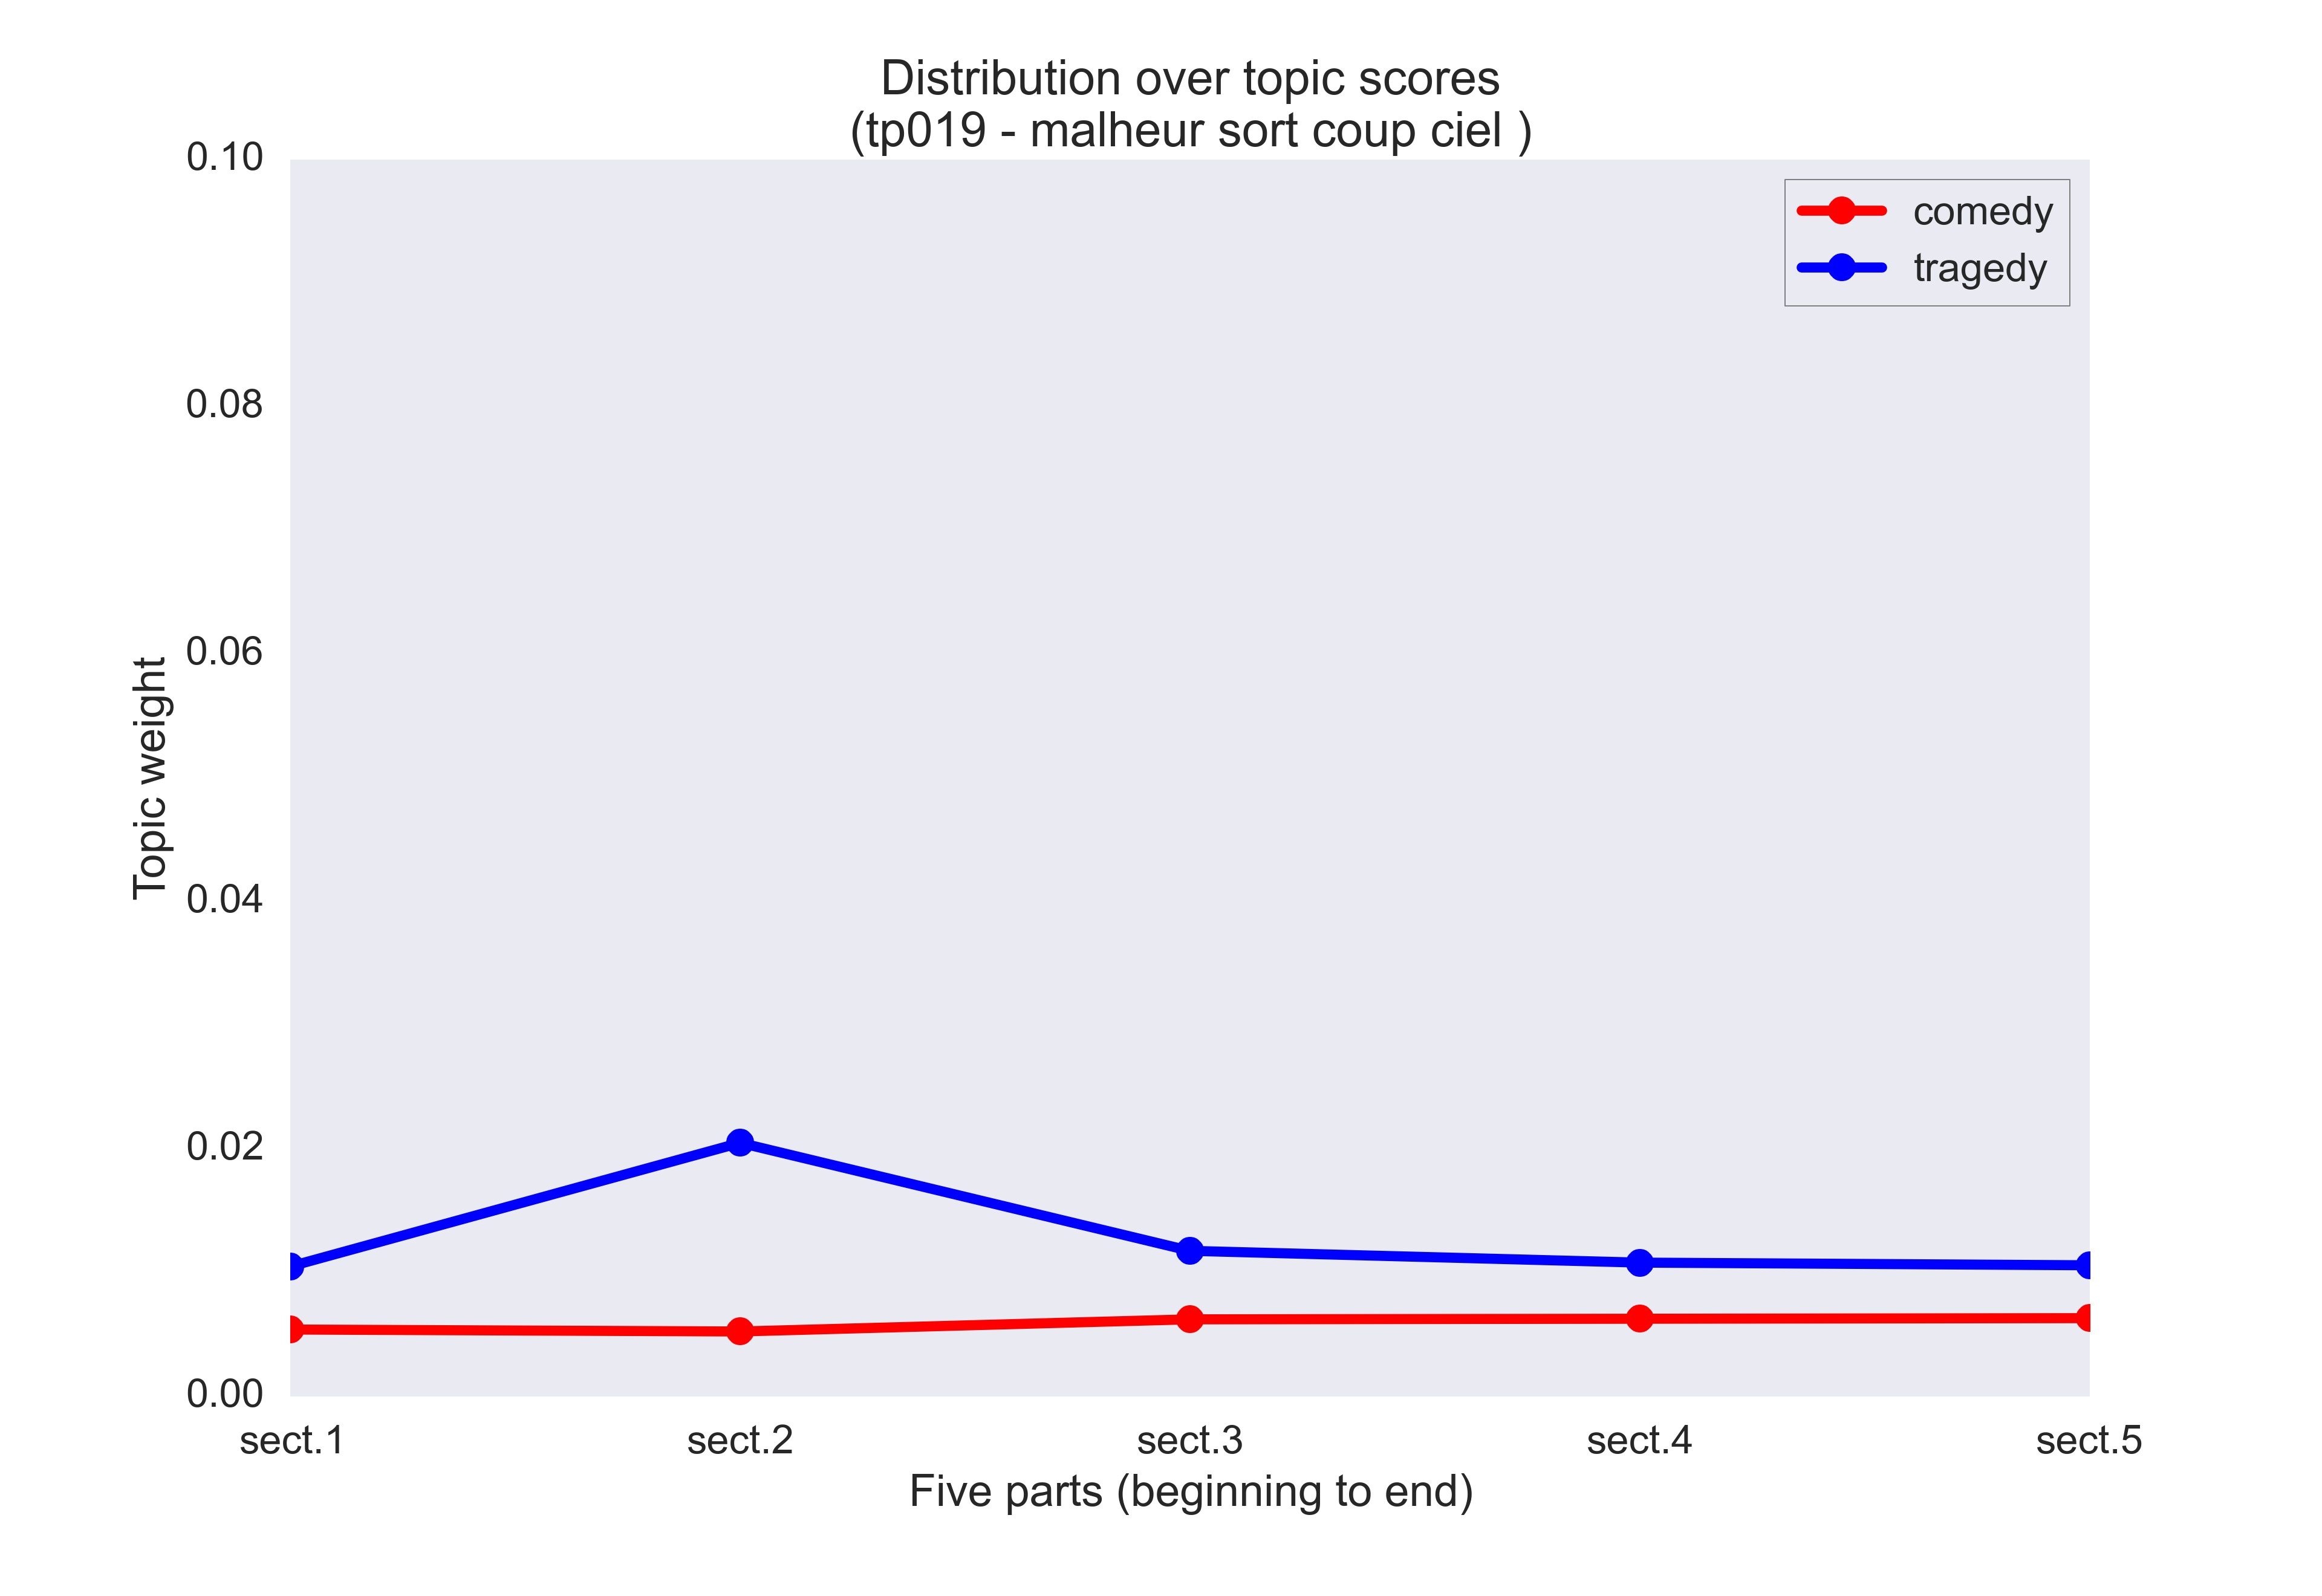 Distribution over topic scores
(tp019 - malheur sort coup ciel )
comedy
tragedy
Topic weight
0.10
0.08
0.06
0.04
0.02
0.00
sect.1 sect.2 sect.3 sect.4 sect.5
Five parts (beginning to end)